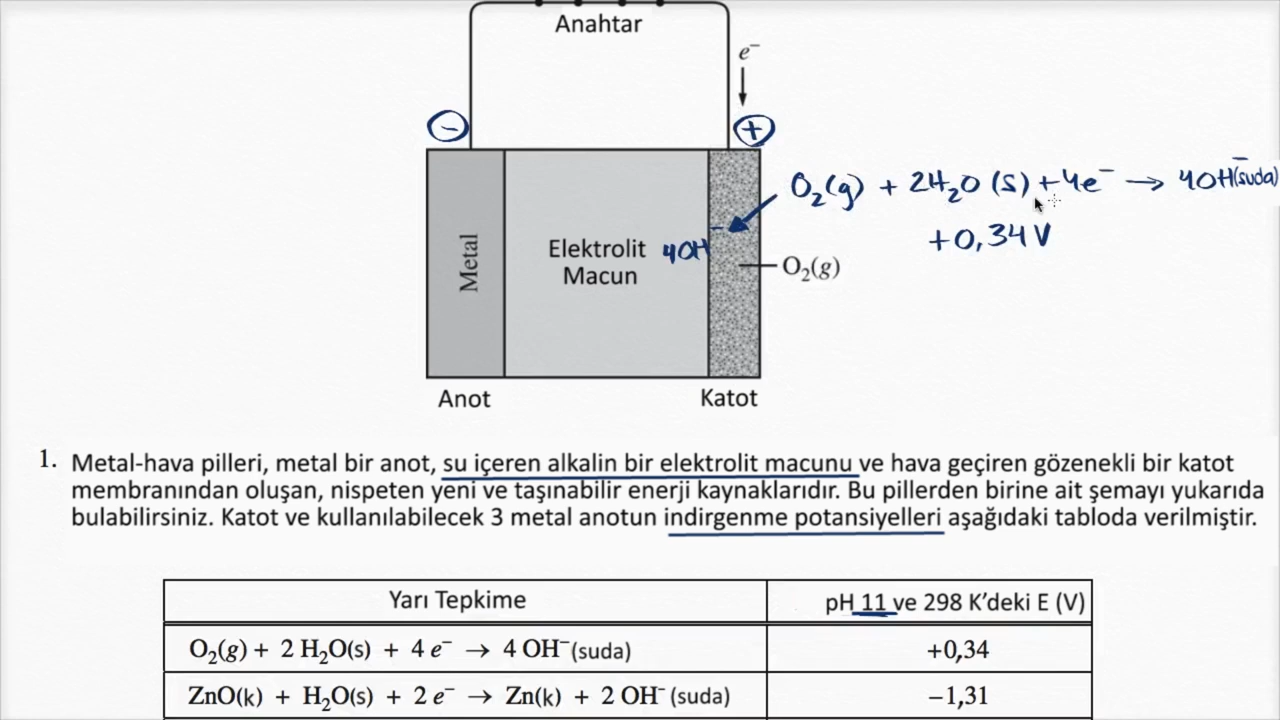 Anahtar
e⁻
−
+
O₂(g) + 2H₂O (s) + 4e⁻ → 4OH⁻(suda)
+0,34 V
Metal
Elektrolit
Macun
4OH⁻
O₂(g)
Anot
Katot
1. Metal-hava pilleri, metal bir anot, su içeren alkalin bir elektrolit macunu ve hava geçiren gözenekli bir katot
membranından oluşan, nispeten yeni ve taşınabilir enerji kaynaklarıdır. Bu pillerden birine ait şemayı yukarıda
bulabilirsiniz. Katot ve kullanılabilecek 3 metal anotun indirgenme potansiyelleri aşağıdaki tabloda verilmiştir.
Yarı Tepkime pH 11 ve 298 K’deki E (V)
O₂(g) + 2 H₂O(s) + 4 e⁻ → 4 OH⁻(suda) +0,34
ZnO(k) + H₂O(s) + 2 e⁻ → Zn(k) + 2 OH⁻ (suda) −1,31